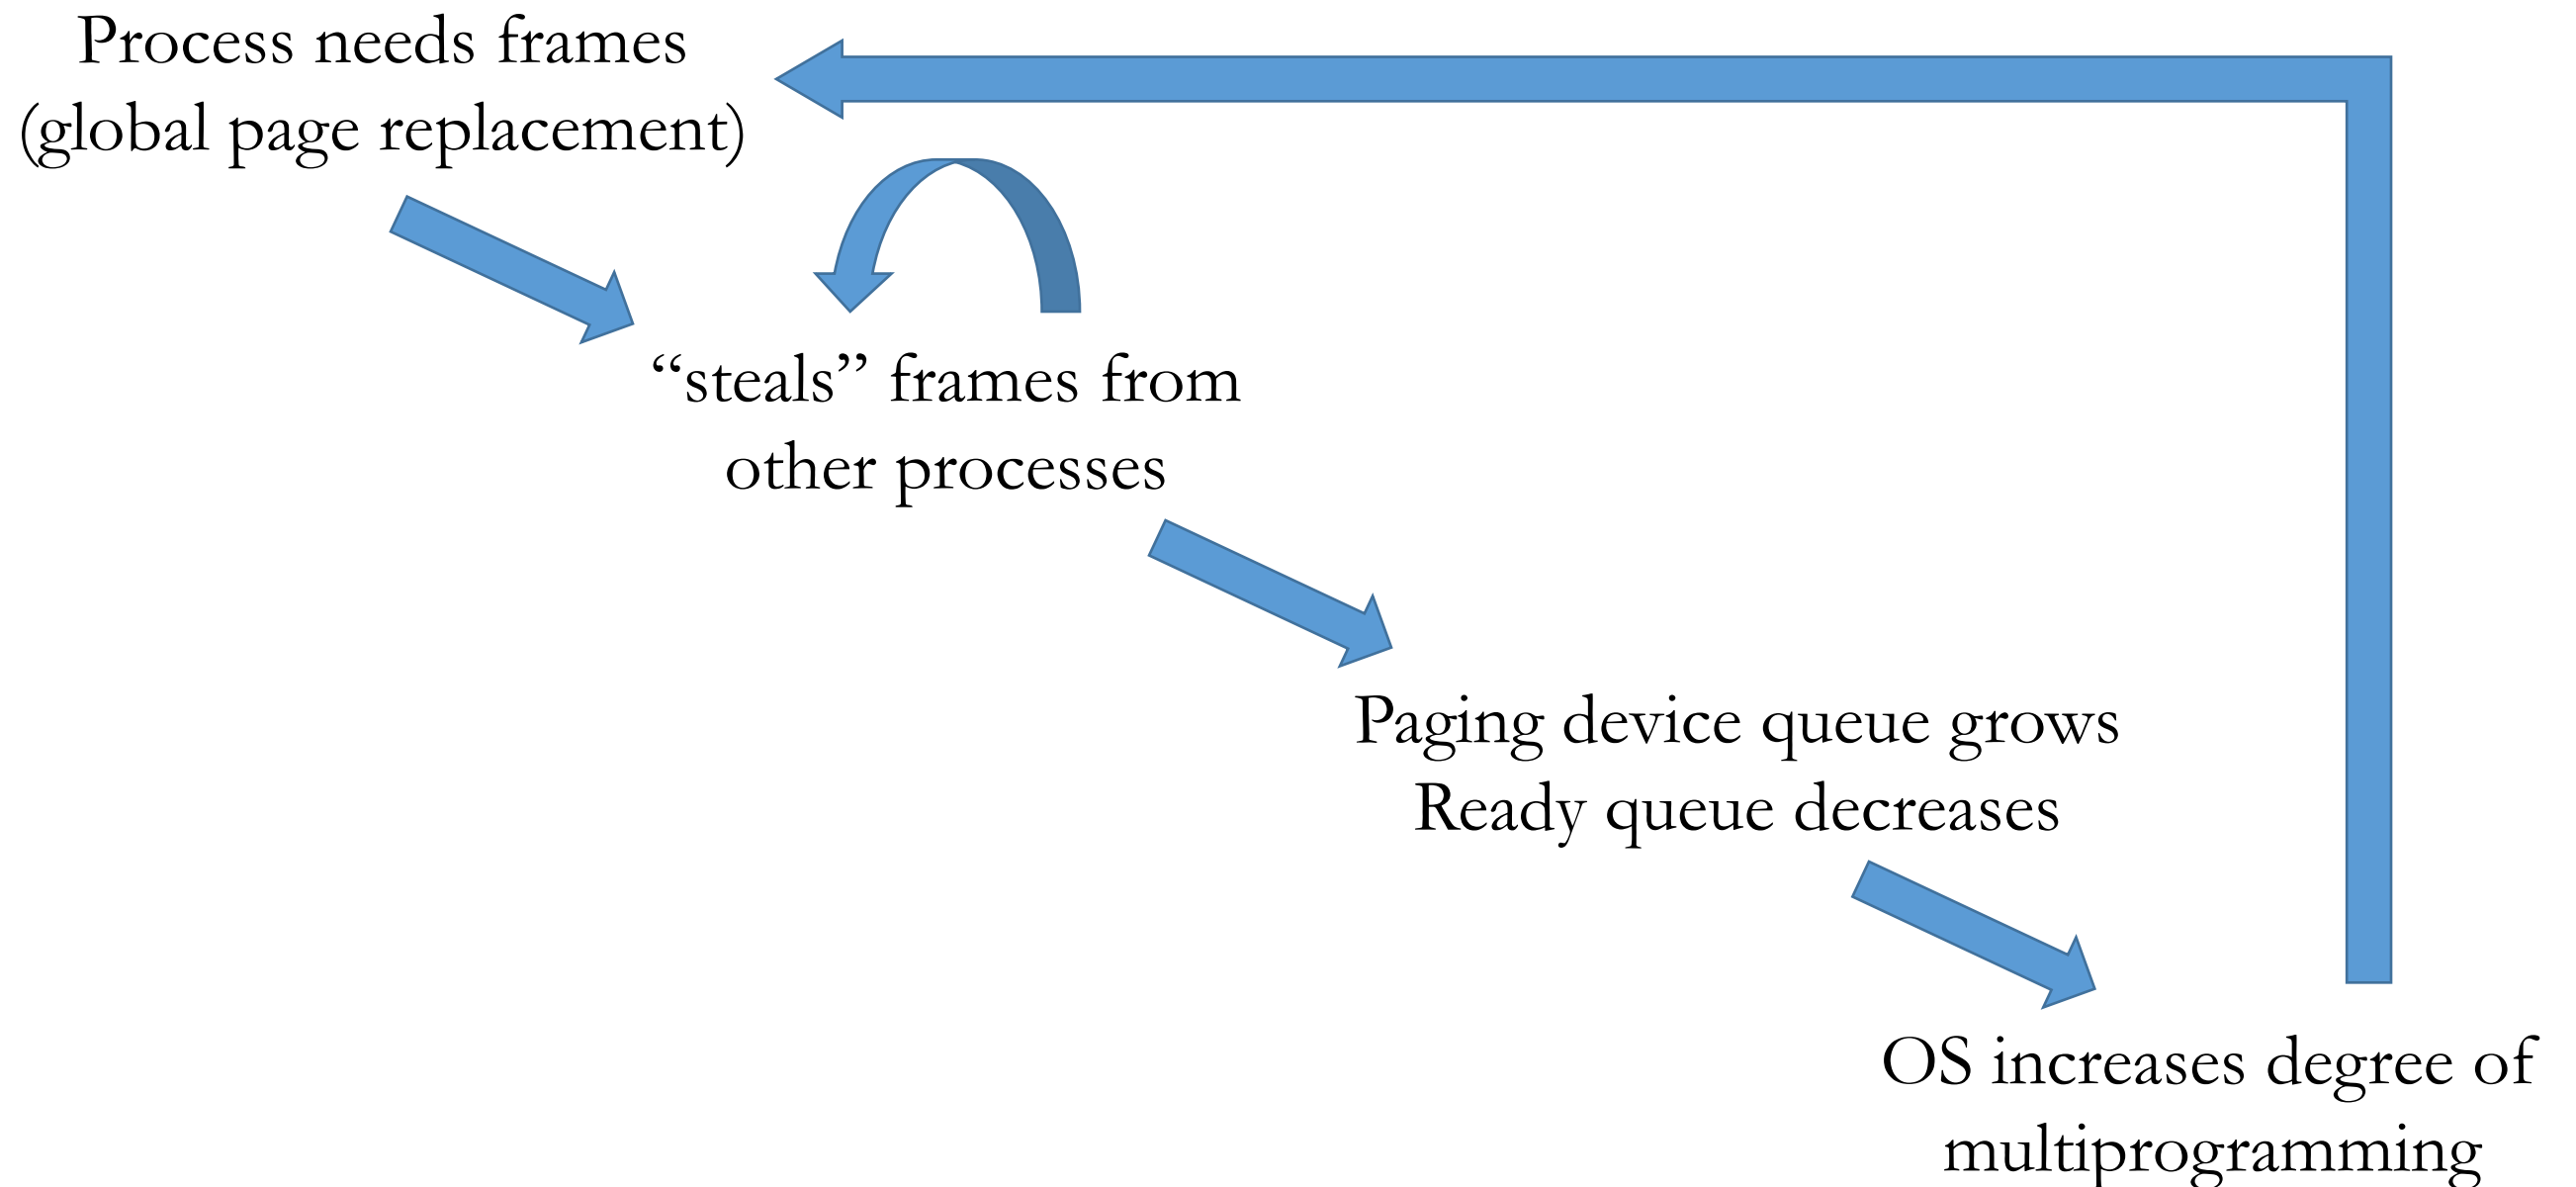 Process needs frames
(global page replacement)
“steals” frames from
other processes
Paging device queue grows
Ready queue decreases
OS increases degree of
multiprogramming